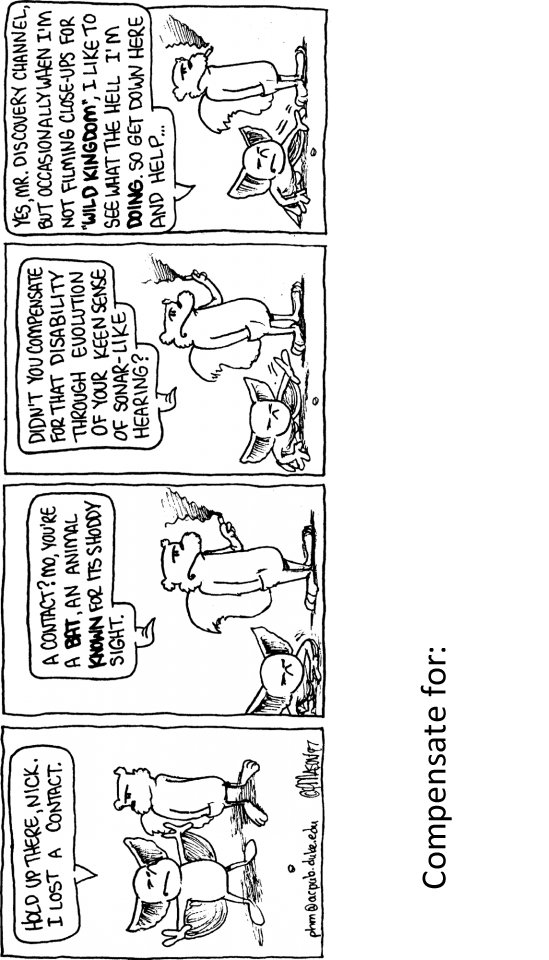 HOLD UP THERE, NICK.
I LOST A CONTACT.
phm@acpub.duke.edu
A CONTACT? MO, YOU'RE
A BAT, AN ANIMAL
KNOWN FOR ITS SHODDY
SIGHT.
DIDN'T YOU COMPENSATE
FOR THAT DISABILITY
THROUGH EVOLUTION
OF YOUR KEEN SENSE
OF SONAR-LIKE
HEARING?
YES, MR. DISCOVERY CHANNEL,
BUT OCCASIONALLY WHEN I'M
NOT FILMING CLOSE-UPS FOR
"WILD KINGDOM", I LIKE TO
SEE WHAT THE HELL I'M
DOING. SO GET DOWN HERE
AND HELP...
Compensate for: